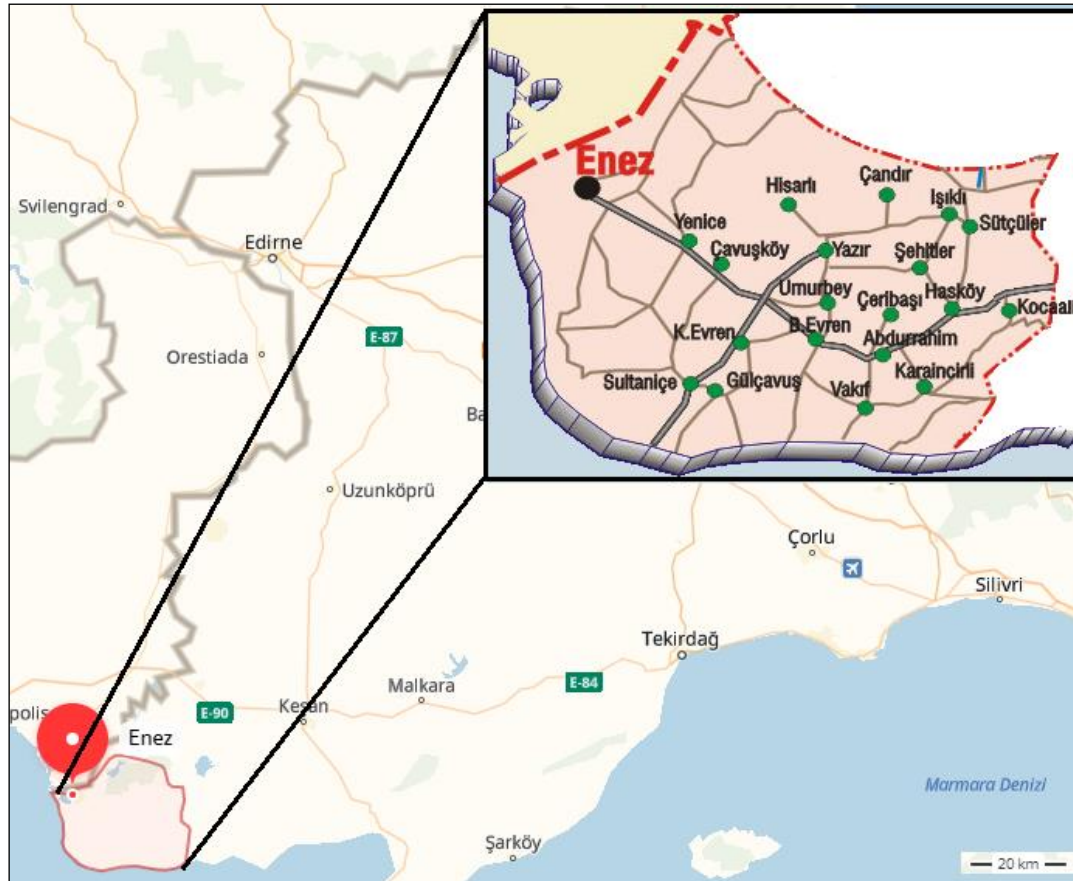 Svilengrad
Edirne
E-87
Orestiada
Ba
Uzunköprü
Çorlu
Silivri
Tekirdağ
Malkara
E-84
E-90
Keşan
polis
Enez
Marmara Denizi
Şarköy
20 km
Enez
Hisarlı
Çandır
Işıklı
Sütçüler
Yenice
Çavuşköy
Yazır
Şehitler
Umurbey
Çeribaşı
Hasköy
Kocaali
K.Evren
B.Evren
Abdurrahim
Sultaniçe
Gülçavuş
Vakıf
Karaincirli